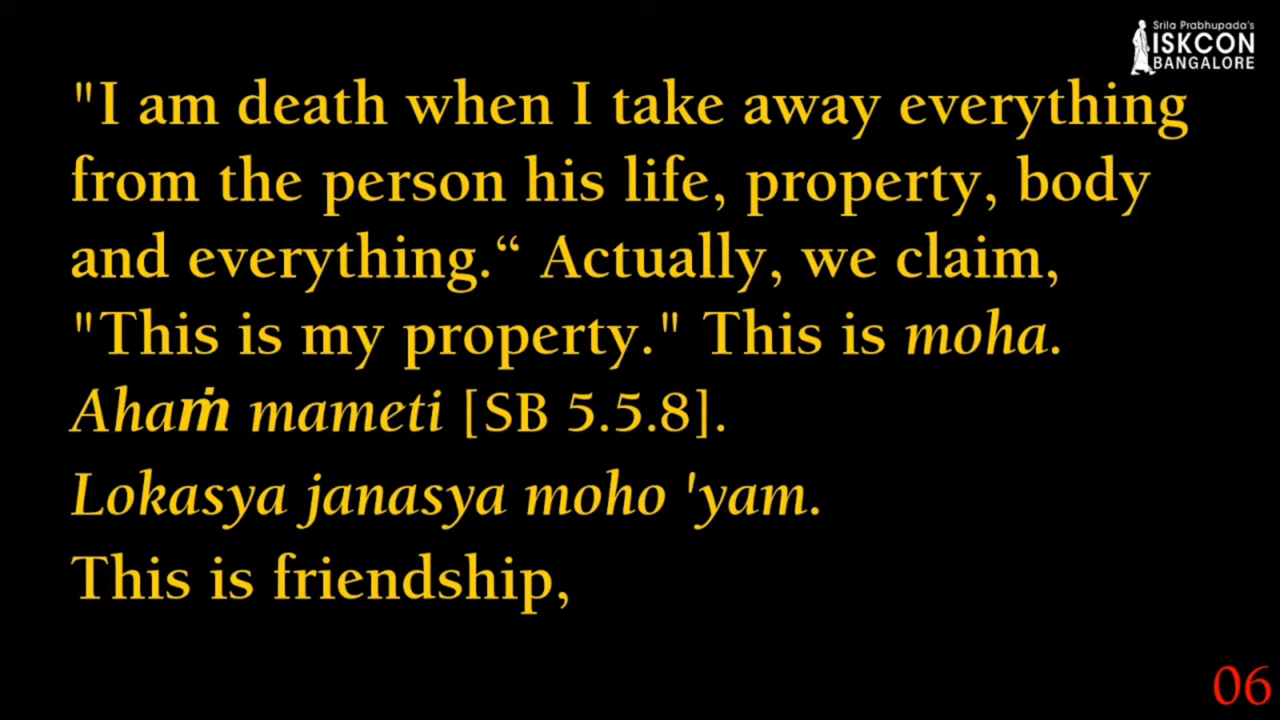 Srila Prabhupada's
ISKCON
BANGALORE
"I am death when I take away everything
from the person his life, property, body
and everything.“ Actually, we claim,
"This is my property." This is moha.
Ahaṁ mameti [SB 5.5.8].
Lokasya janasya moho 'yam.
This is friendship,
06